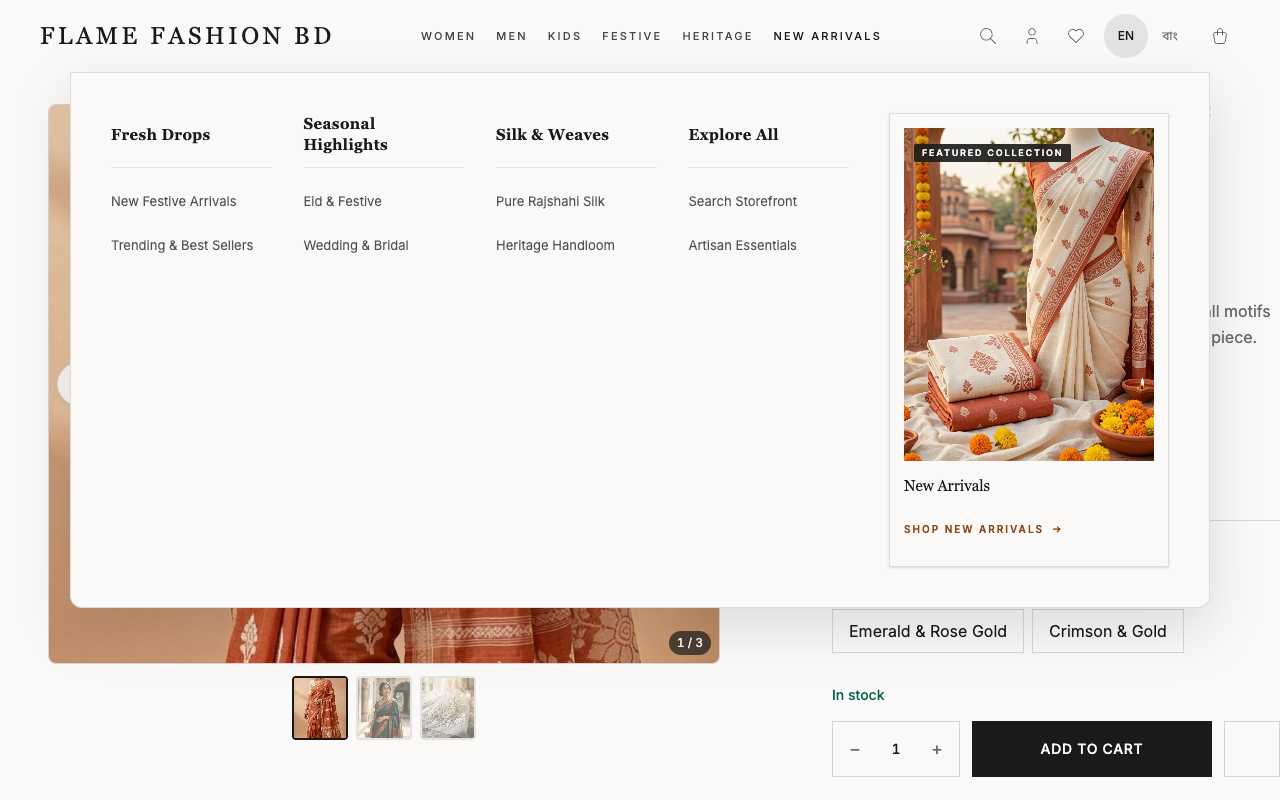 FLAME FASHION BD
WOMEN MEN KIDS FESTIVE HERITAGE NEW ARRIVALS
EN বাং
Fresh Drops
New Festive Arrivals
Trending & Best Sellers
Seasonal
Highlights
Eid & Festive
Wedding & Bridal
Silk & Weaves
Pure Rajshahi Silk
Heritage Handloom
Explore All
Search Storefront
Artisan Essentials
FEATURED COLLECTION
New Arrivals
SHOP NEW ARRIVALS →
motifs
piece.
1 / 3
Emerald & Rose Gold
Crimson & Gold
In stock
− 1 +
ADD TO CART